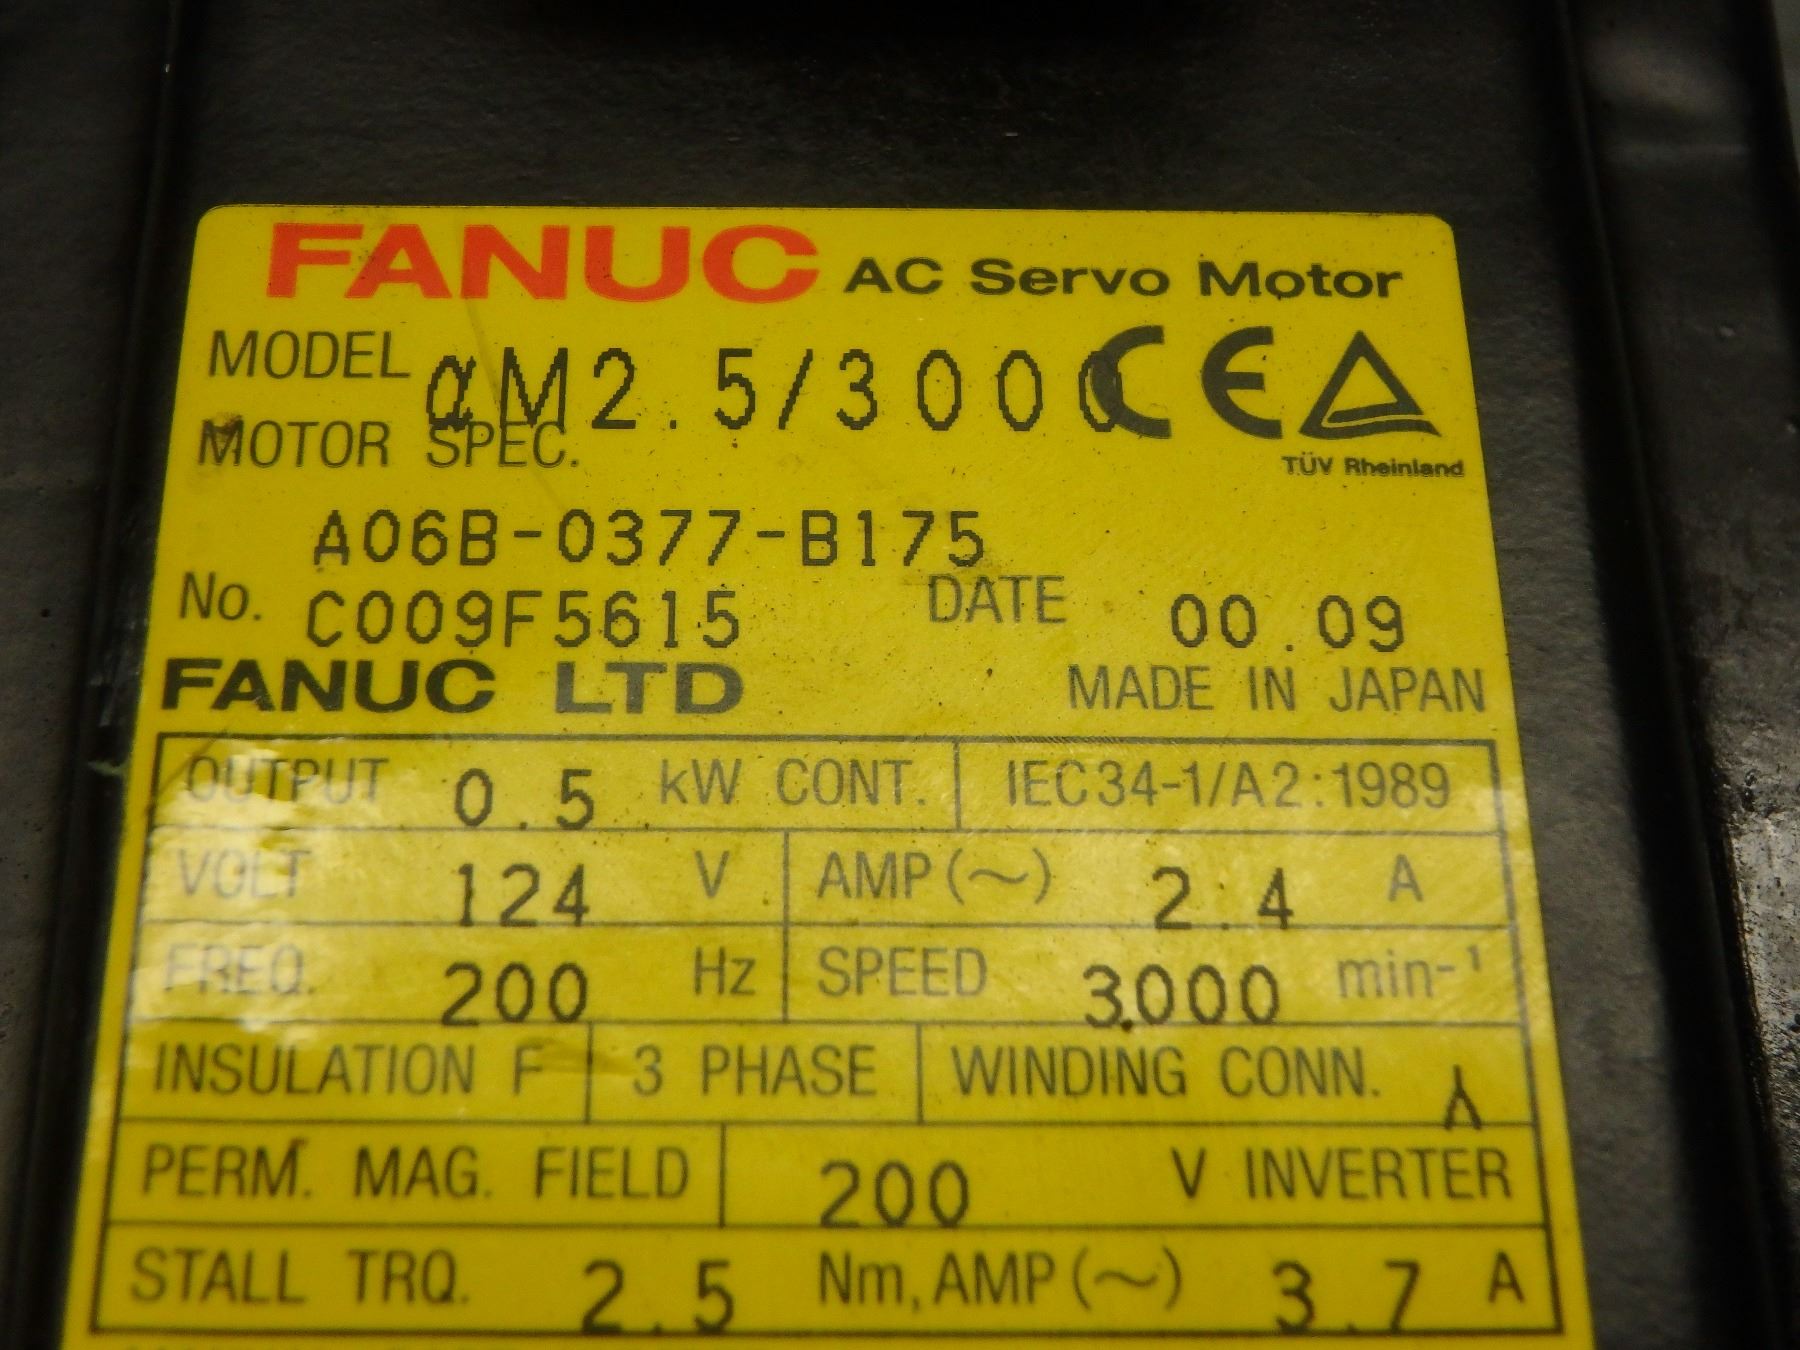 FANUC AC Servo Motor
MODEL αM2.5/3000 CE
MOTOR SPEC.
TÜV Rheinland
A06B-0377-B175
No. C009F5615 DATE 00.09
FANUC LTD MADE IN JAPAN
OUTPUT 0.5 kW CONT. IEC34-1/A2:1989
VOLT 124 V AMP(~) 2.4 A
FREQ. 200 Hz SPEED 3000 min-¹
INSULATION F 3 PHASE WINDING CONN. ⅄
PERM. MAG. FIELD 200 V INVERTER
STALL TRQ. 2.5 Nm, AMP(~) 3.7 A